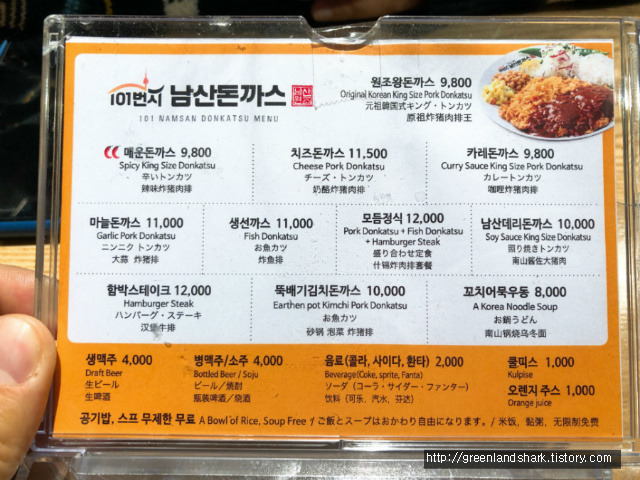 101번지 남산돈까스
101 NAMSAN DONKATSU MENU
원조왕돈까스 9,800
Original Korean King Size Pork Donkatsu
元祖韓国式キング・トンカツ
原祖炸猪肉排王
매운돈까스 9,800
Spicy King Size Donkatsu
辛いトンカツ
辣味炸猪肉排
치즈돈까스 11,500
Cheese Pork Donkatsu
チーズ・トンカツ
奶酪炸猪肉排
카레돈까스 9,800
Curry Sauce King Size Pork Donkatsu
カレートンカツ
咖喱炸猪肉排
마늘돈까스 11,000
Garlic Pork Donkatsu
ニンニク トンカツ
大蒜 炸猪排
생선까스 11,000
Fish Donkatsu
お魚カツ
炸鱼排
모듬정식 12,000
Pork Donkatsu + Fish Donkatsu
+ Hamburger Steak
盛り合わせ定食
什锡炸肉排套餐
남산데리돈까스 10,000
Soy Sauce King Size Donkatsu
照り焼きトンカツ
南山酱佐大猪肉
함박스테이크 12,000
Hamburger Steak
ハンバーグ・ステーキ
汉堡牛排
뚝배기김치돈까스 10,000
Earthen pot Kimchi Pork Donkatsu
お魚カツ
砂锅 泡菜 炸猪排
꼬치어묵우동 8,000
A Korea Noodle Soup
お鍋うどん
南山锅烧乌冬面
생맥주 4,000
Draft Beer
生ビール
生啤酒
병맥주/소주 4,000
Bottled Beer / Soju
ビール／焼酎
瓶装啤酒／烧酒
음료(콜라, 사이다, 환타) 2,000
Beverage(Coke, sprite, Fanta)
ソーダ（コーラ・サイダー・ファンター）
饮料（可乐、汽水、芬达）
쿨피스 1,000
Kulpise
오렌지 주스 1,000
Orange juice
공기밥, 스프 무제한 무료 A Bowl of Rice, Soup Free / ご飯とスープはおかわり自由になります。/ 米饭, 黏粥, 无限制免费
http://greenlandshark.tistory.com